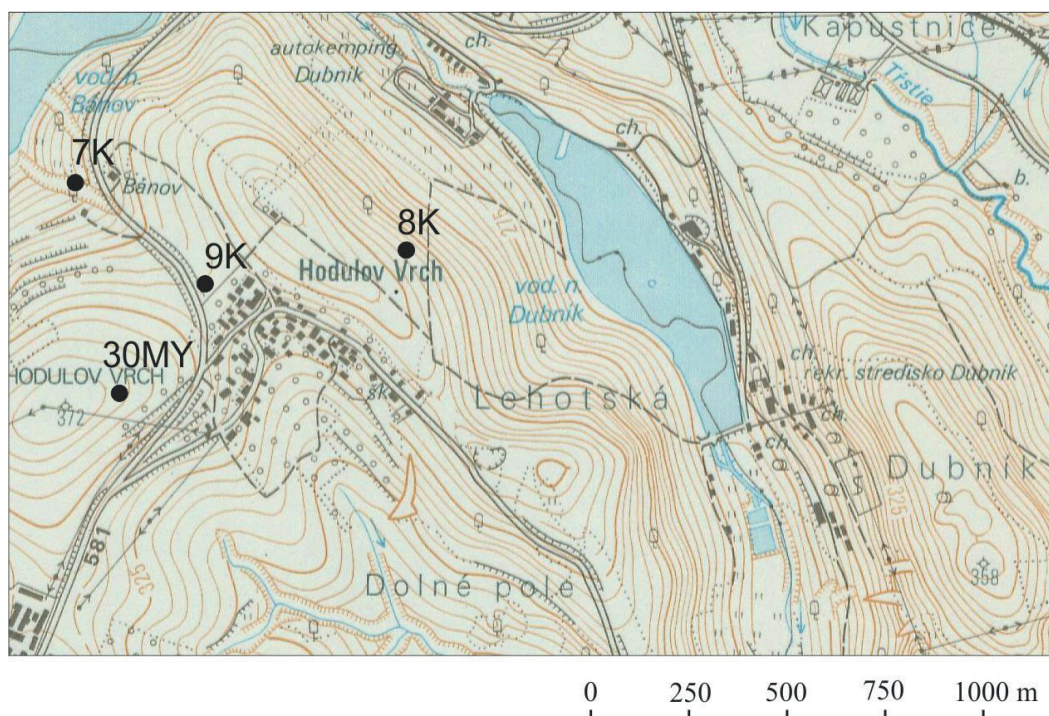 ch.
Kapustnice
autokemping
Dubník
vod. n.
Bánov
Tŕstie
ch.
7K
Bánov
b.
225
9K
8K
Hodulov Vrch
vod. n.
Dubník
30MY
HODULOV VRCH
372
šk.
Lehotská
ch.
rekr. stredisko Dubník
ch.
ch.
Dubník
581
325
325
Dolné pole
358
0 250 500 750 1000 m